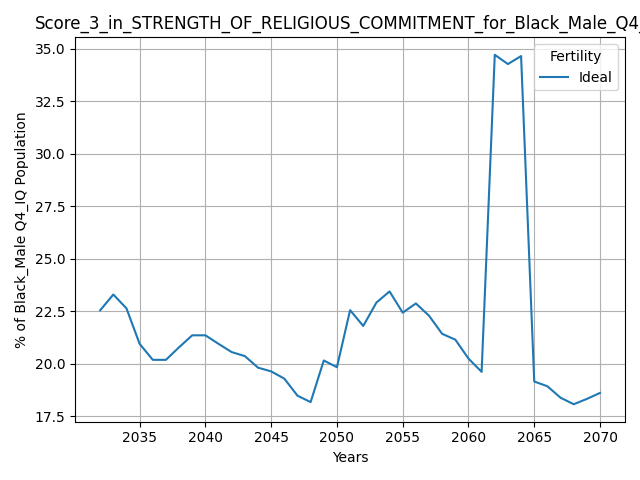 Score_3_in_STRENGTH_OF_RELIGIOUS_COMMITMENT_for_Black_Male_Q4_
Fertility
Ideal
% of Black_Male Q4_IQ Population
35.0
32.5
30.0
27.5
25.0
22.5
20.0
17.5
2035 2040 2045 2050 2055 2060 2065 2070
Years